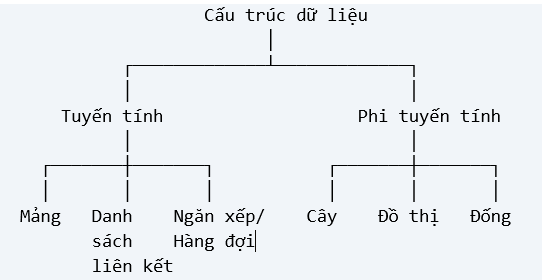 Cấu trúc dữ liệu
Tuyến tính Phi tuyến tính
Mảng Danh Ngăn xếp/ Cây Đồ thị Đống
sách Hàng đợi
liên kết